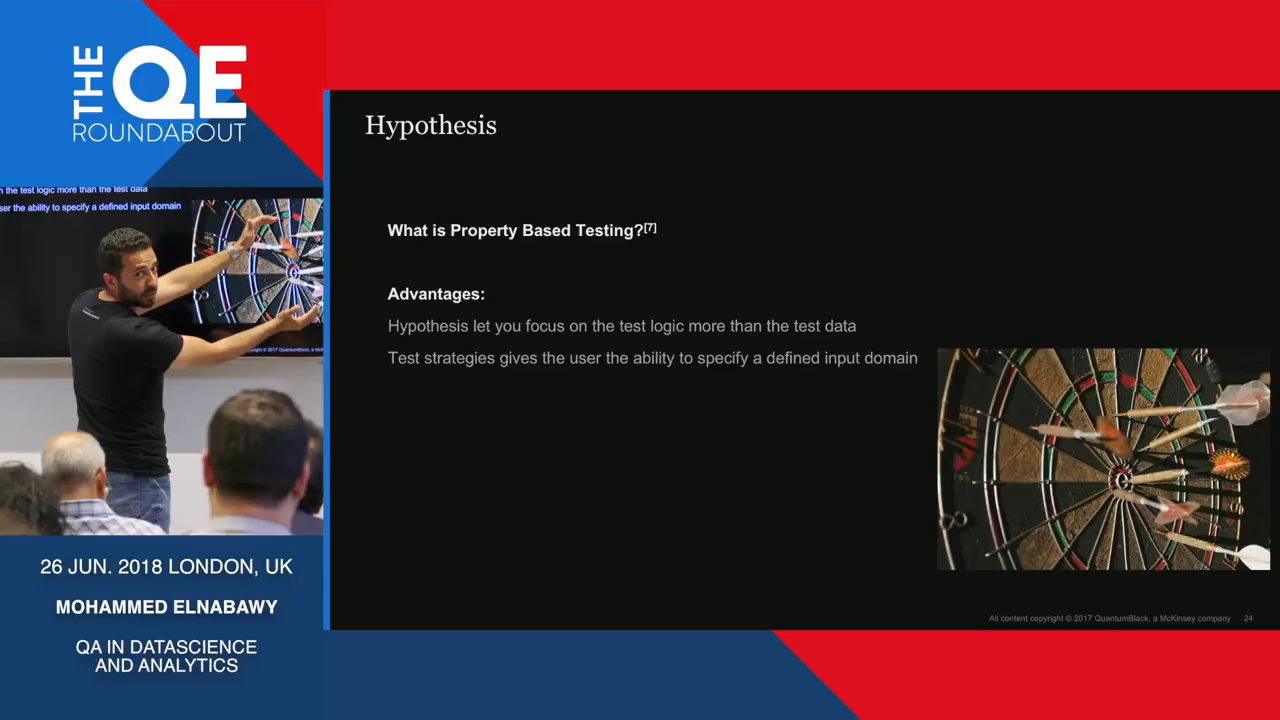 THE
QE
ROUNDABOUT
the test logic more than the test data
ser the ability to specify a defined input domain
26 JUN. 2018 LONDON, UK
MOHAMMED ELNABAWY
QA IN DATASCIENCE
AND ANALYTICS
Hypothesis
What is Property Based Testing?[7]
Advantages:
Hypothesis let you focus on the test logic more than the test data
Test strategies gives the user the ability to specify a defined input domain
All content copyright © 2017 QuantumBlack, a McKinsey company 24